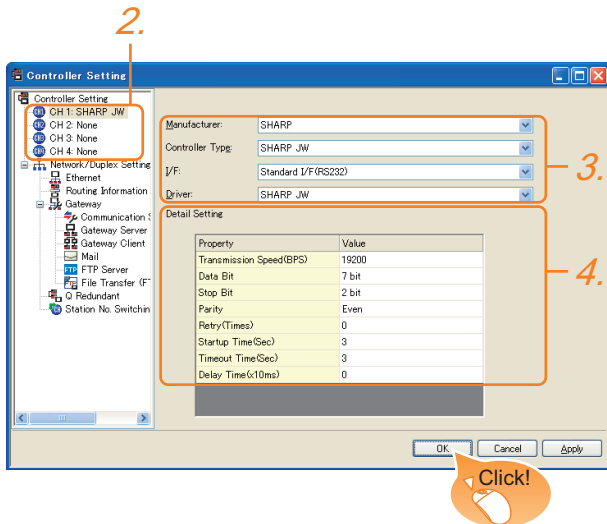 2.
Controller Setting
Controller Setting
CH 1: SHARP JW
CH 2: None
CH 3: None
CH 4: None
Network/Duplex Setting
Ethernet
Routing Information
Gateway
Communication S
Gateway Server
Gateway Client
Mail
FTP Server
File Transfer (F
Q Redundant
Station No. Switchin
Manufacturer: SHARP
Controller Type: SHARP JW
I/F: Standard I/F(RS232)
Driver: SHARP JW
3.
Detail Setting
Property Value
Transmission Speed(BPS) 19200
Data Bit 7 bit
Stop Bit 2 bit
Parity Even
Retry(Times) 0
Startup Time(Sec) 3
Timeout Time(Sec) 3
Delay Time(x10ms) 0
4.
OK Cancel Apply
Click!